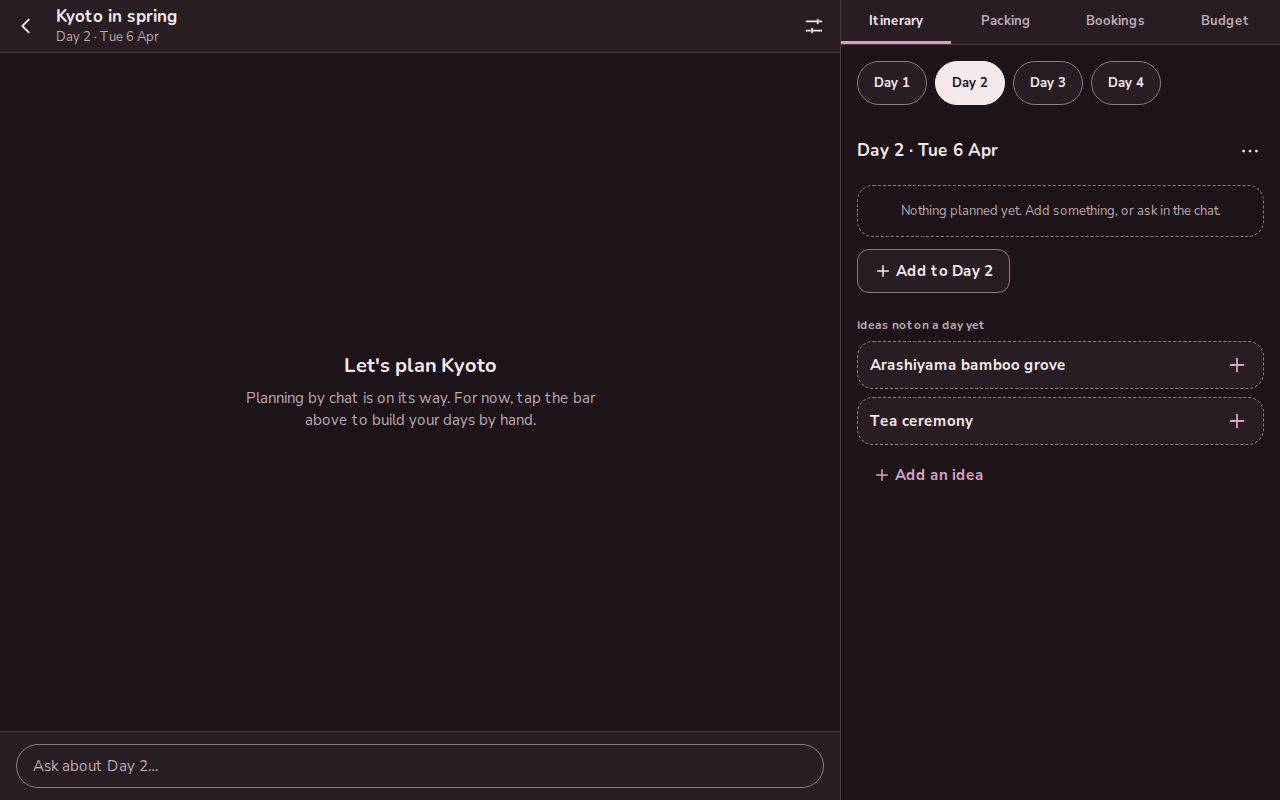 Kyoto in spring
Day 2 · Tue 6 Apr
Let's plan Kyoto
Planning by chat is on its way. For now, tap the bar
above to build your days by hand.
Ask about Day 2...
Itinerary
Packing
Bookings
Budget
Day 1
Day 2
Day 3
Day 4
Day 2 · Tue 6 Apr
Nothing planned yet. Add something, or ask in the chat.
Add to Day 2
Ideas not on a day yet
Arashiyama bamboo grove
Tea ceremony
Add an idea